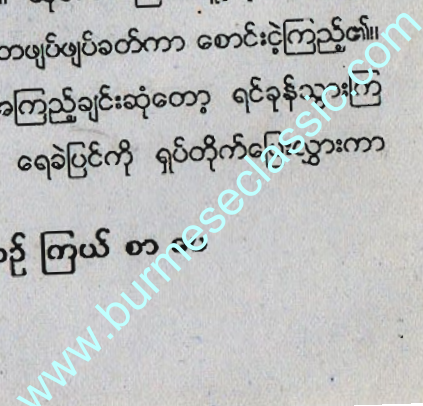 တဖျပ်ဖျပ်ခတ်ကာ စောင်းငဲ့ကြည့်၏။
အကြည့်ချင်းဆုံတော့ ရင်ခုန်သွားကြ
ရေခဲပြင်ကို ရှပ်တိုက်ပြေးလွှားကာ
ကြယ် စာ
www.burmeseclassic.com